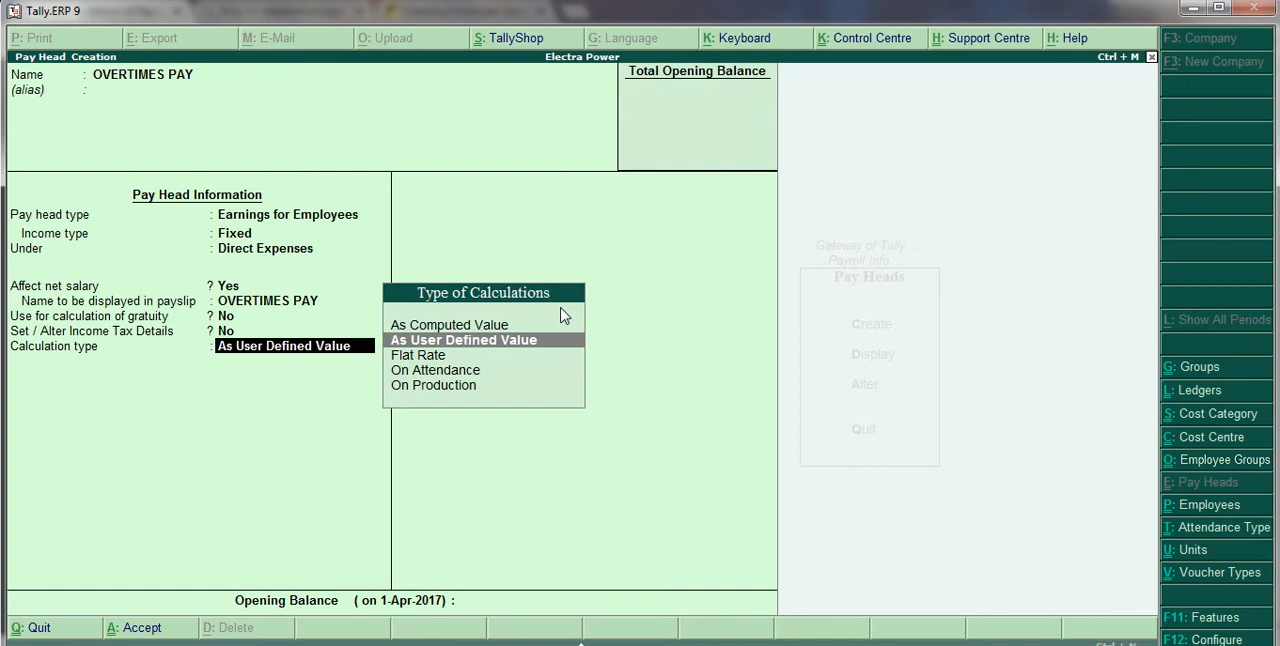 Tally.ERP 9
P: Print E: Export M: E-Mail O: Upload S: TallyShop G: Language K: Keyboard K: Control Centre H: Support Centre H: Help
Pay Head Creation Electra Power Ctrl + M
Name : OVERTIMES PAY
(alias) :
Total Opening Balance
Pay Head Information
Pay head type : Earnings for Employees
Income type : Fixed
Under : Direct Expenses
Affect net salary ? Yes
Name to be displayed in payslip : OVERTIMES PAY
Use for calculation of gratuity ? No
Set / Alter Income Tax Details ? No
Calculation type : As User Defined Value
Type of Calculations
As Computed Value
As User Defined Value
Flat Rate
On Attendance
On Production
Gateway of Tally ....
Payroll Info.
Pay Heads
Create
Display
Alter
Quit
Opening Balance ( on 1-Apr-2017) :
Q: Quit A: Accept D: Delete
F3: Company
F3: New Company
L: Show All Periods
G: Groups
L: Ledgers
S: Cost Category
C: Cost Centre
O: Employee Groups
E: Pay Heads
P: Employees
T: Attendance Type
U: Units
V: Voucher Types
F11: Features
F12: Configure